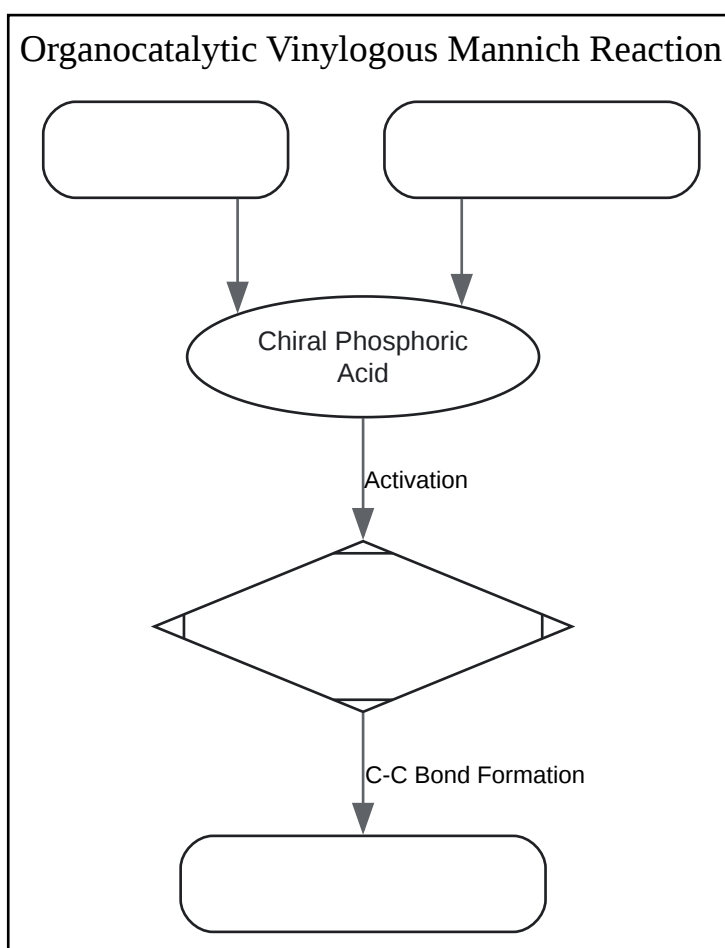 Organocatalytic Vinylogous Mannich Reaction
Chiral Phosphoric
Acid
Activation
C-C Bond Formation